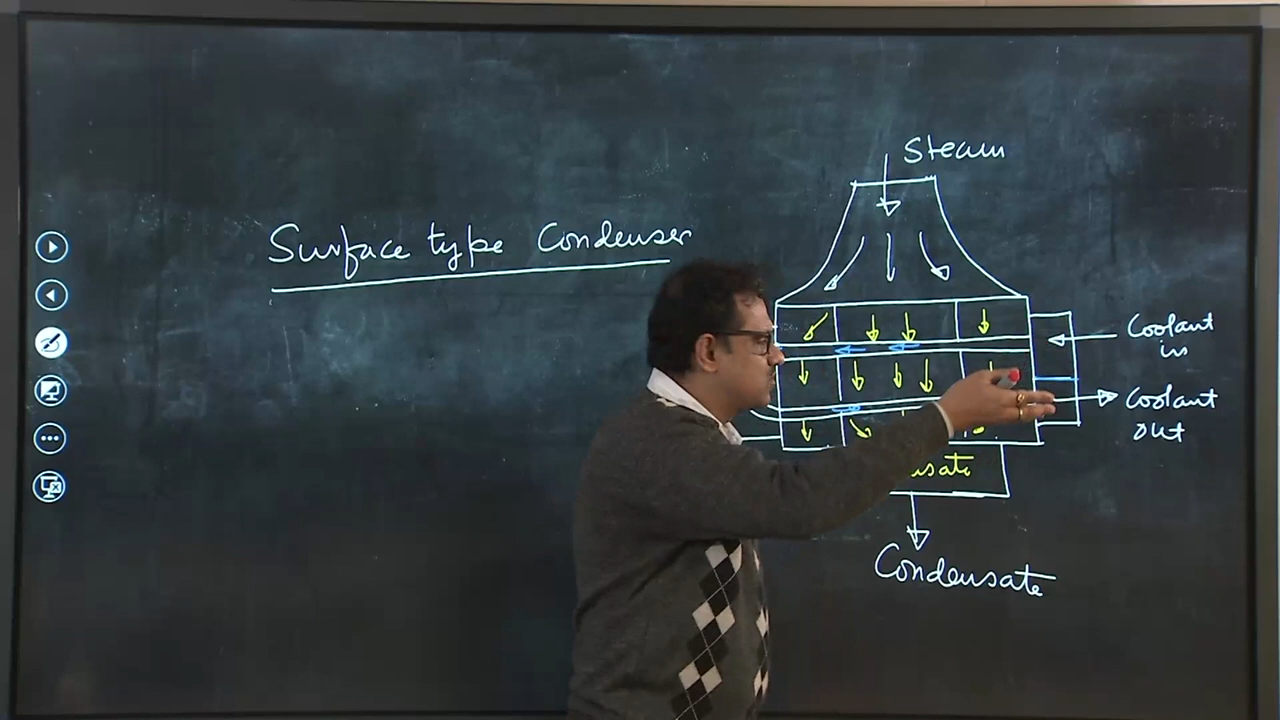 Steam
Surface type Condenser
Coolant
in
Coolant
out
Condensate